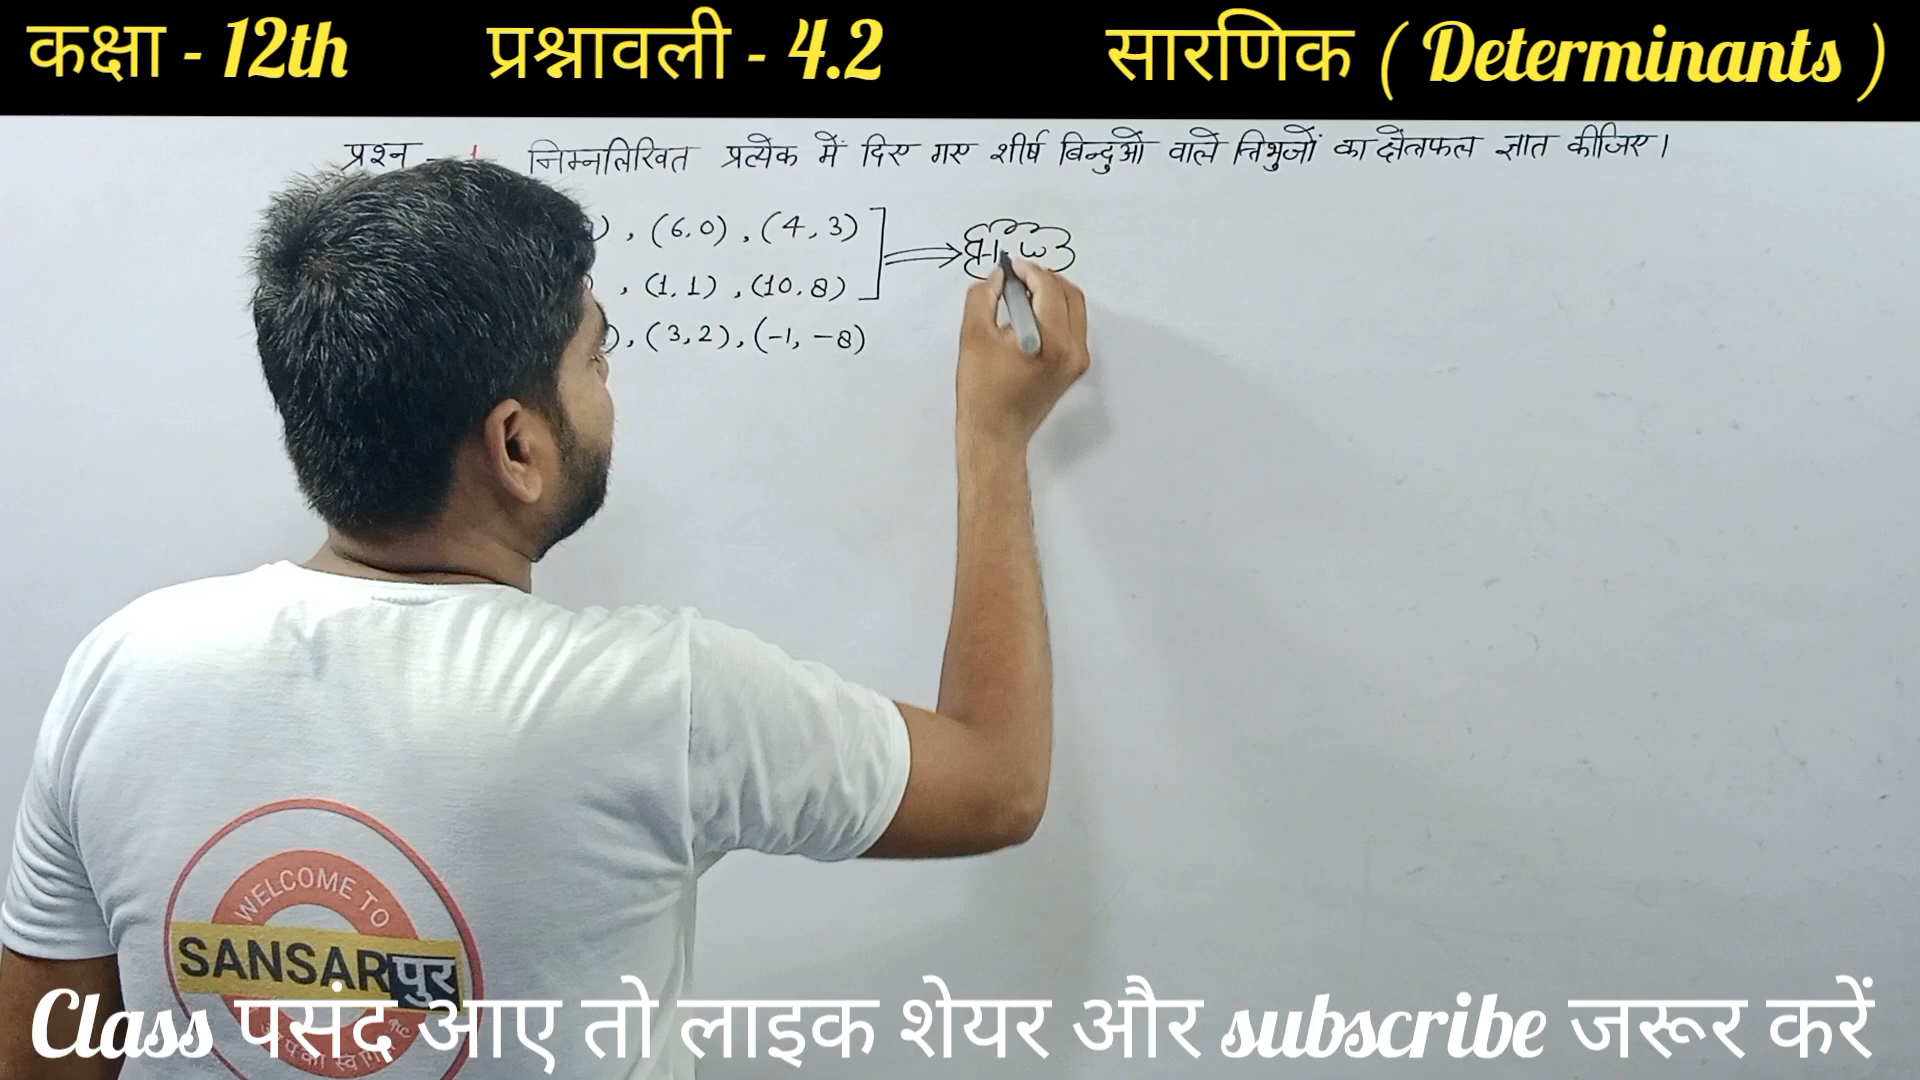 कक्षा - 12th प्रश्नावली - 4.2 सारणिक ( Determinants )
प्रश्न - निम्नलिखित प्रत्येक में दिए गए शीर्ष बिन्दुओं वाले त्रिभुजों का क्षेत्रफल ज्ञात कीजिए।
), (6,0), (4,3)
, (1,1), (10,8)
), (3,2), (-1, -8)
WELCOME TO
SANSARपुर
Class पसंद आए तो लाइक शेयर और subscribe जरूर करें